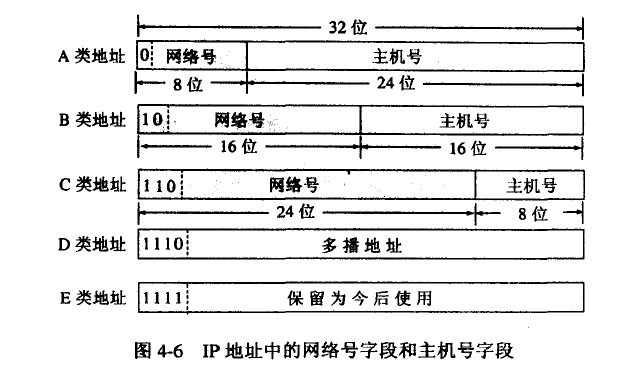 32 位
A 类地址 0 网络号 主机号
8 位 24 位
B 类地址 10 网络号 主机号
16 位 16 位
C 类地址 110 网络号 主机号
24 位 8 位
D 类地址 1110 多播地址
E 类地址 1111 保留为今后使用
图 4-6 IP 地址中的网络号字段和主机号字段